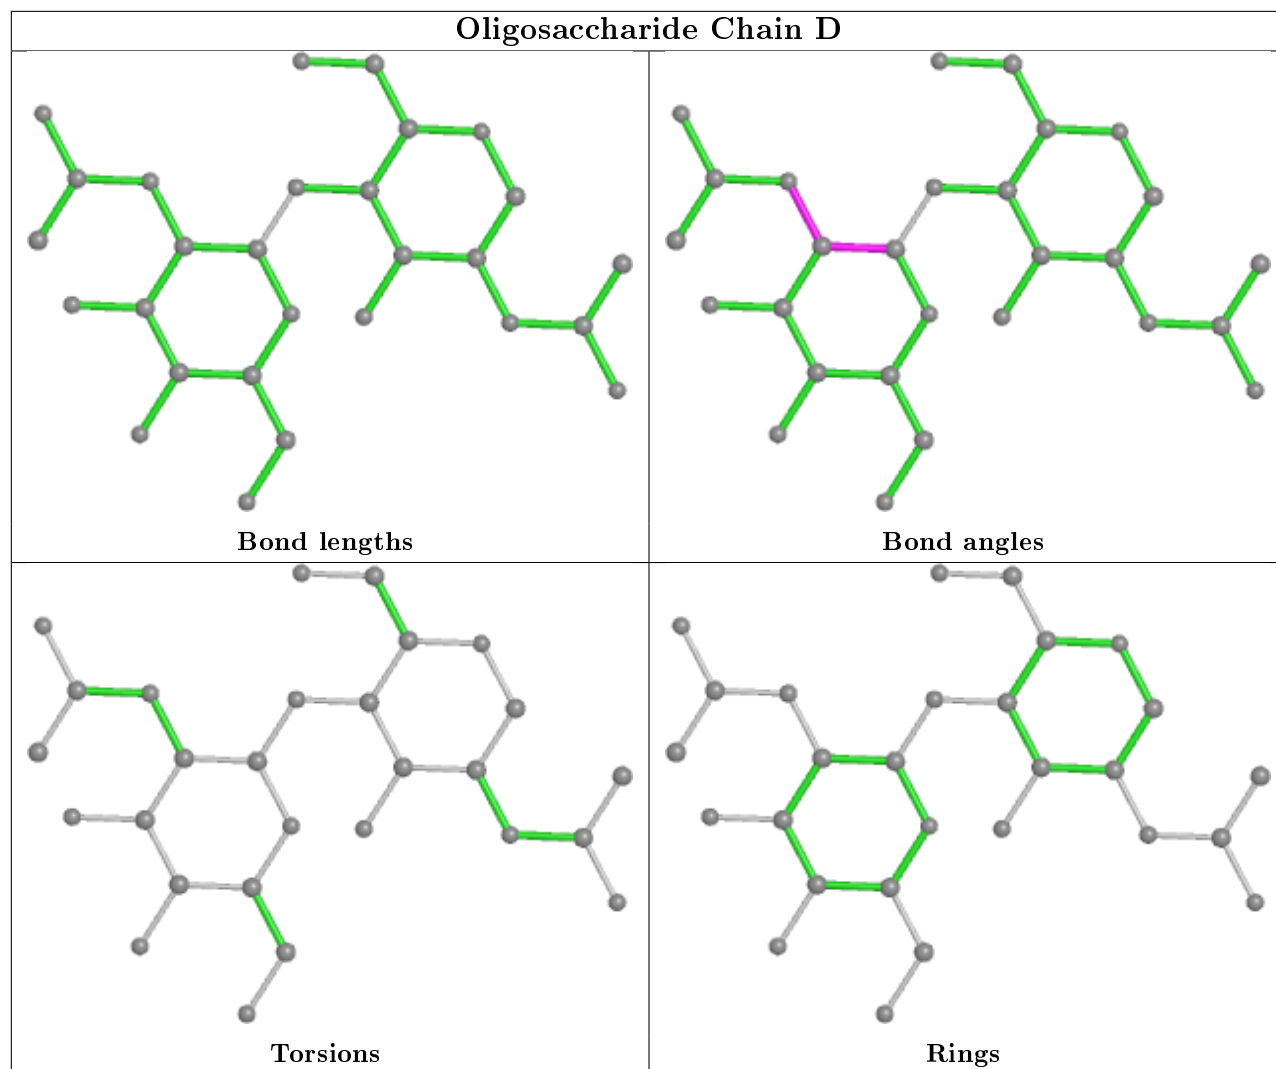 Oligosaccharide Chain D
Bond lengths
Bond angles
Torsions
Rings